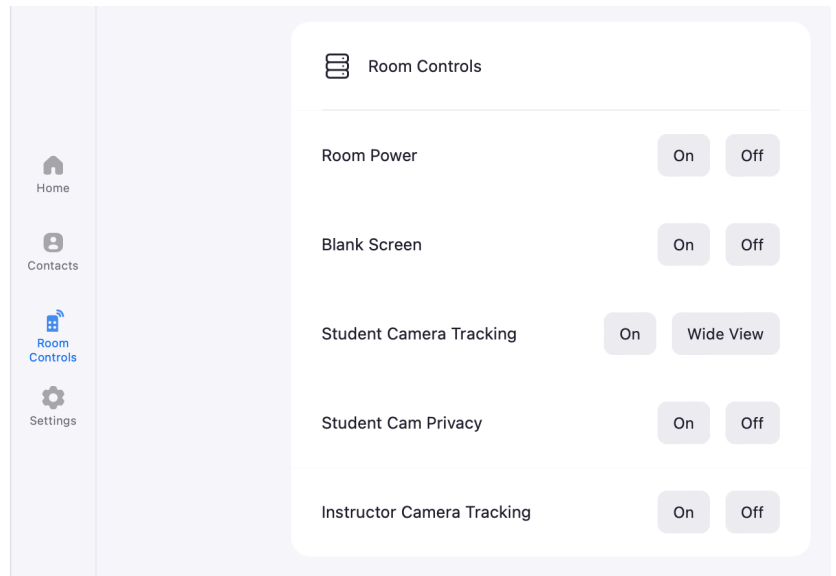 Home
Contacts
Room
Controls
Settings
Room Controls
Room Power On Off
Blank Screen On Off
Student Camera Tracking On Wide View
Student Cam Privacy On Off
Instructor Camera Tracking On Off